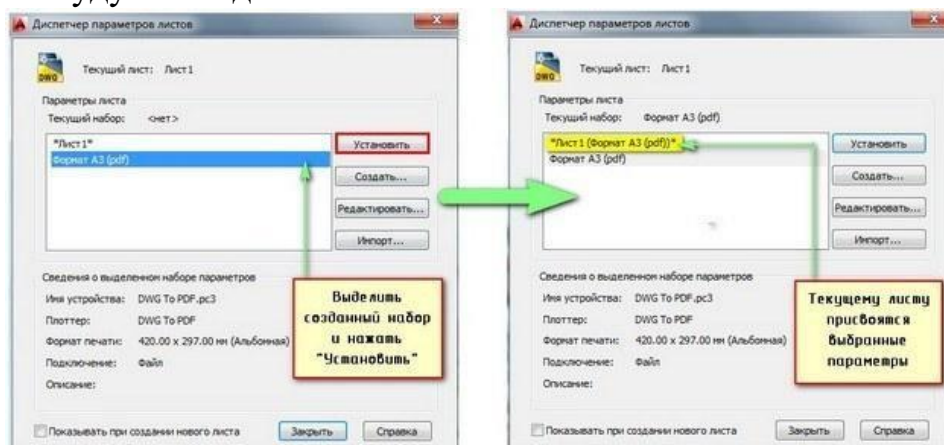 Диспетчер параметров листов
DWG
Текущий лист: Лист1
Параметры листа
Текущий набор: <нет>
*Лист1*
Формат А3 (pdf)
Установить
Создать...
Редактировать...
Импорт...
Сведения о выделенном наборе параметров
Имя устройства: DWG To PDF.pc3
Плоттер: DWG To PDF
Формат печати: 420.00 x 297.00 мм (Альбомная)
Подключение: Файл
Описание:
Выделить
созданный набор
и нажать
"Установить"
Показывать при создании нового листа
Закрыть
Справка
Диспетчер параметров листов
DWG
Текущий лист: Лист1
Параметры листа
Текущий набор: Формат А3 (pdf)
*Лист1 (Формат А3 (pdf))*
Формат А3 (pdf)
Установить
Создать...
Редактировать...
Импорт...
Сведения о выделенном наборе параметров
Имя устройства: DWG To PDF.pc3
Плоттер: DWG To PDF
Формат печати: 420.00 x 297.00 мм (Альбомная)
Подключение: Файл
Описание:
Текущему листу
присвоятся
выбранные
параметры
Показывать при создании нового листа
Закрыть
Справка